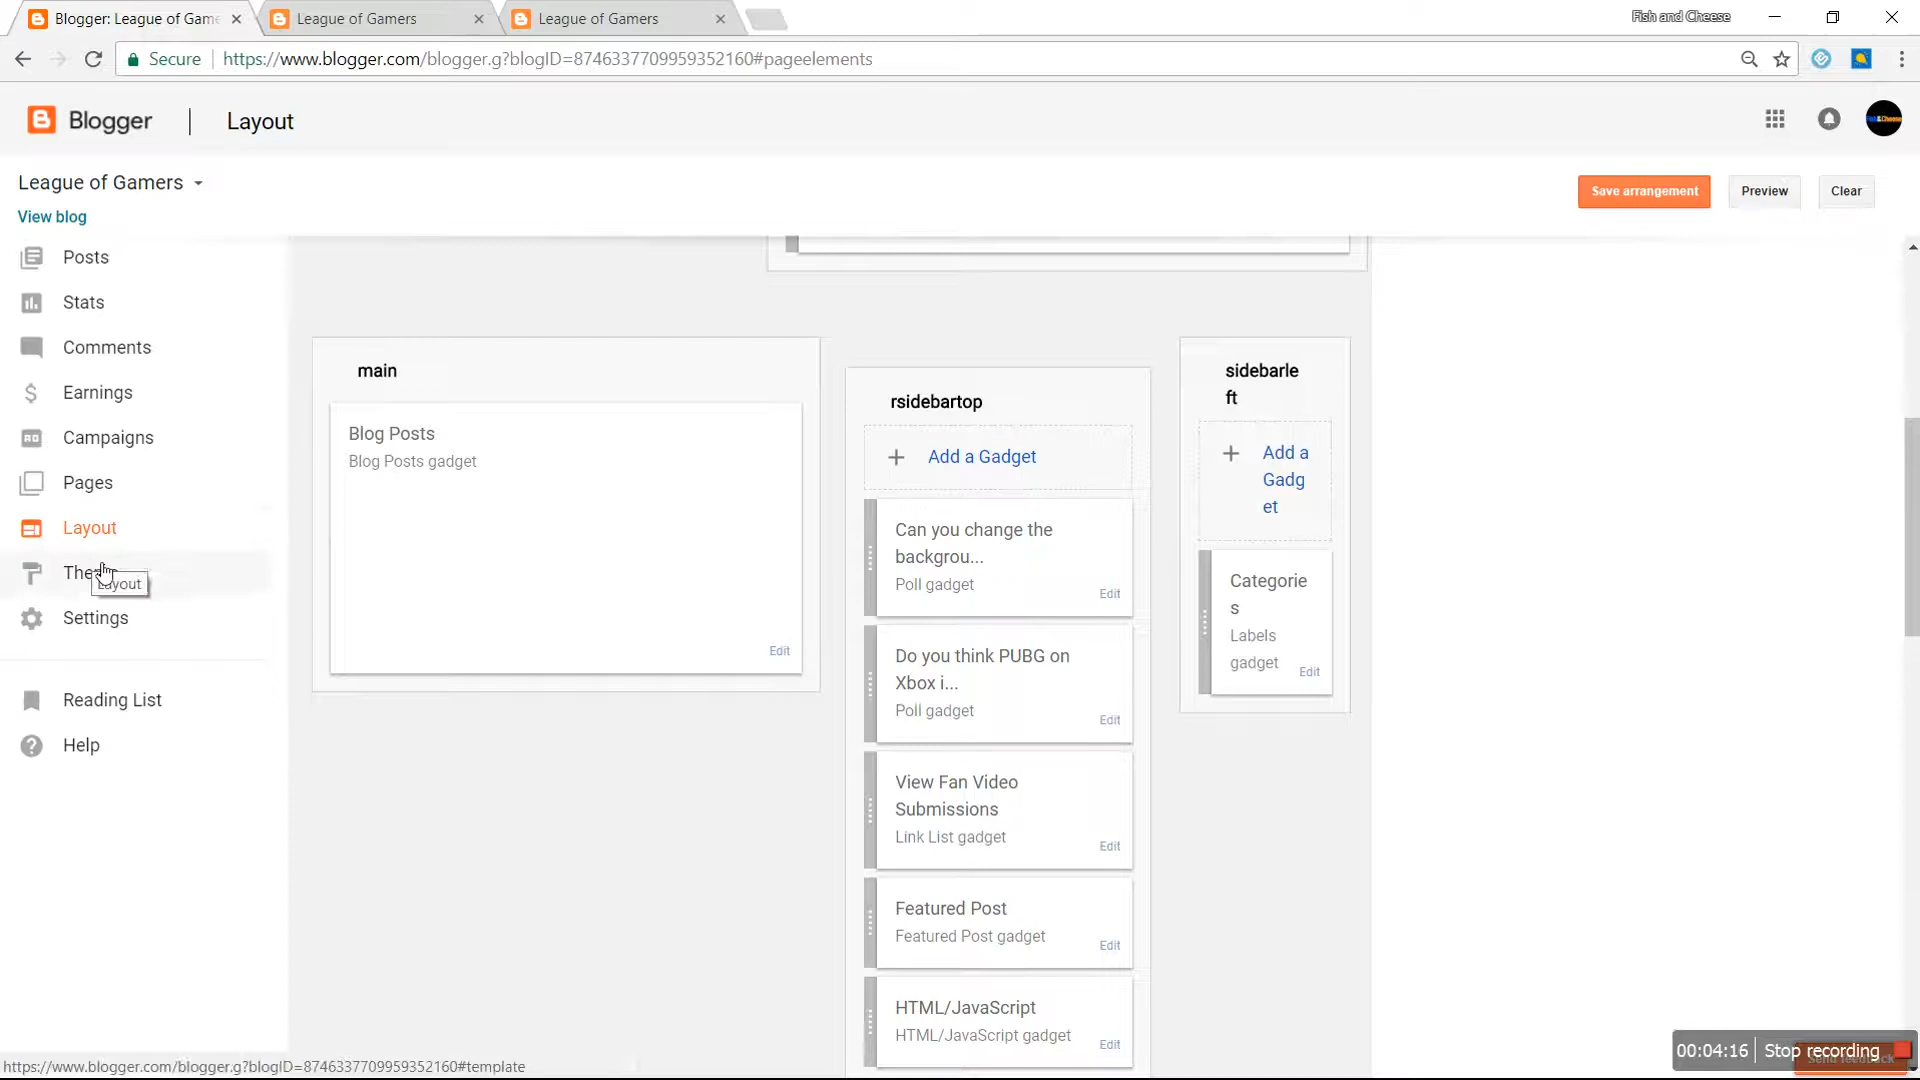 Blogger: League of Game
League of Gamers
League of Gamers
Fish and Cheese
Secure
https://www.blogger.com/blogger.g?blogID=8746337709959352160#pageelements
Blogger
Layout
League of Gamers
View blog
Save arrangement
Preview
Clear
Posts
Stats
Comments
Earnings
Campaigns
Pages
Layout
Layout
Settings
Reading List
Help
main
Blog Posts
Blog Posts gadget
Edit
rsidebartop
Add a Gadget
Can you change the
backgrou...
Poll gadget
Edit
Do you think PUBG on
Xbox i...
Poll gadget
Edit
View Fan Video
Submissions
Link List gadget
Edit
Featured Post
Featured Post gadget
Edit
HTML/JavaScript
HTML/JavaScript gadget
Edit
sidebarle
ft
Add a
Gadg
et
Categorie
s
Labels
gadget
Edit
https://www.blogger.com/blogger.g?blogID=8746337709959352160#template
00:04:16
Stop recording